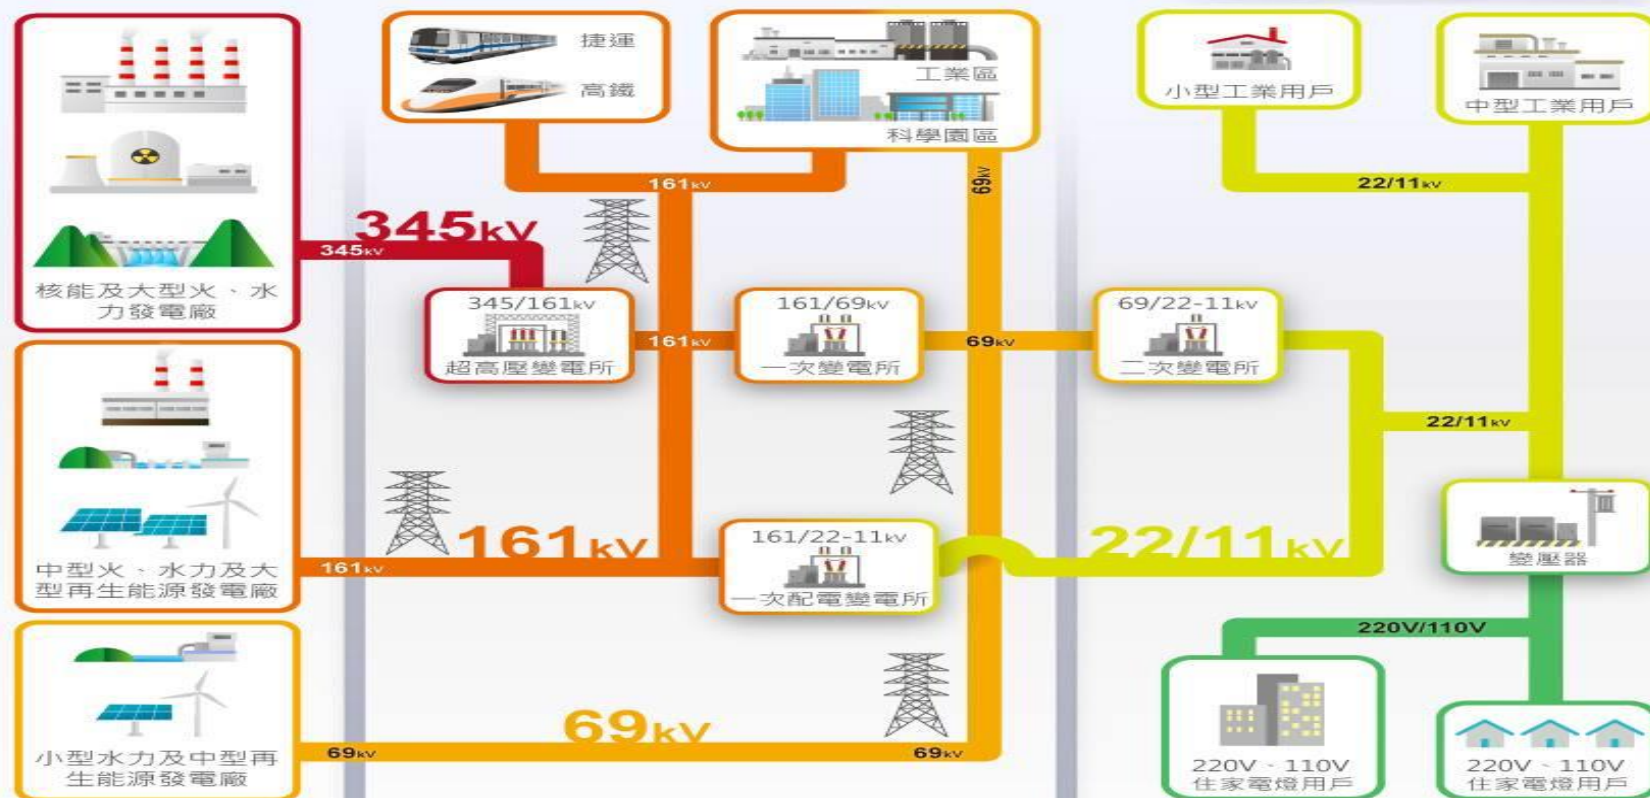 捷運
高鐵
工業區
科學園區
小型工業用戶
中型工業用戶
161kV
69kV
22/11kV
345kV
345kV
核能及大型火、水
力發電廠
345/161kV
超高壓變電所
161kV
161/69kV
一次變電所
69kV
69/22-11kV
二次變電所
22/11kV
中型火、水力及大
型再生能源發電廠
161kV
161kV
161/22-11kV
一次配電變電所
22/11kV
變壓器
220V/110V
小型水力及中型再
生能源發電廠
69kV
69kV
69kV
220V、110V
住家電燈用戶
220V、110V
住家電燈用戶